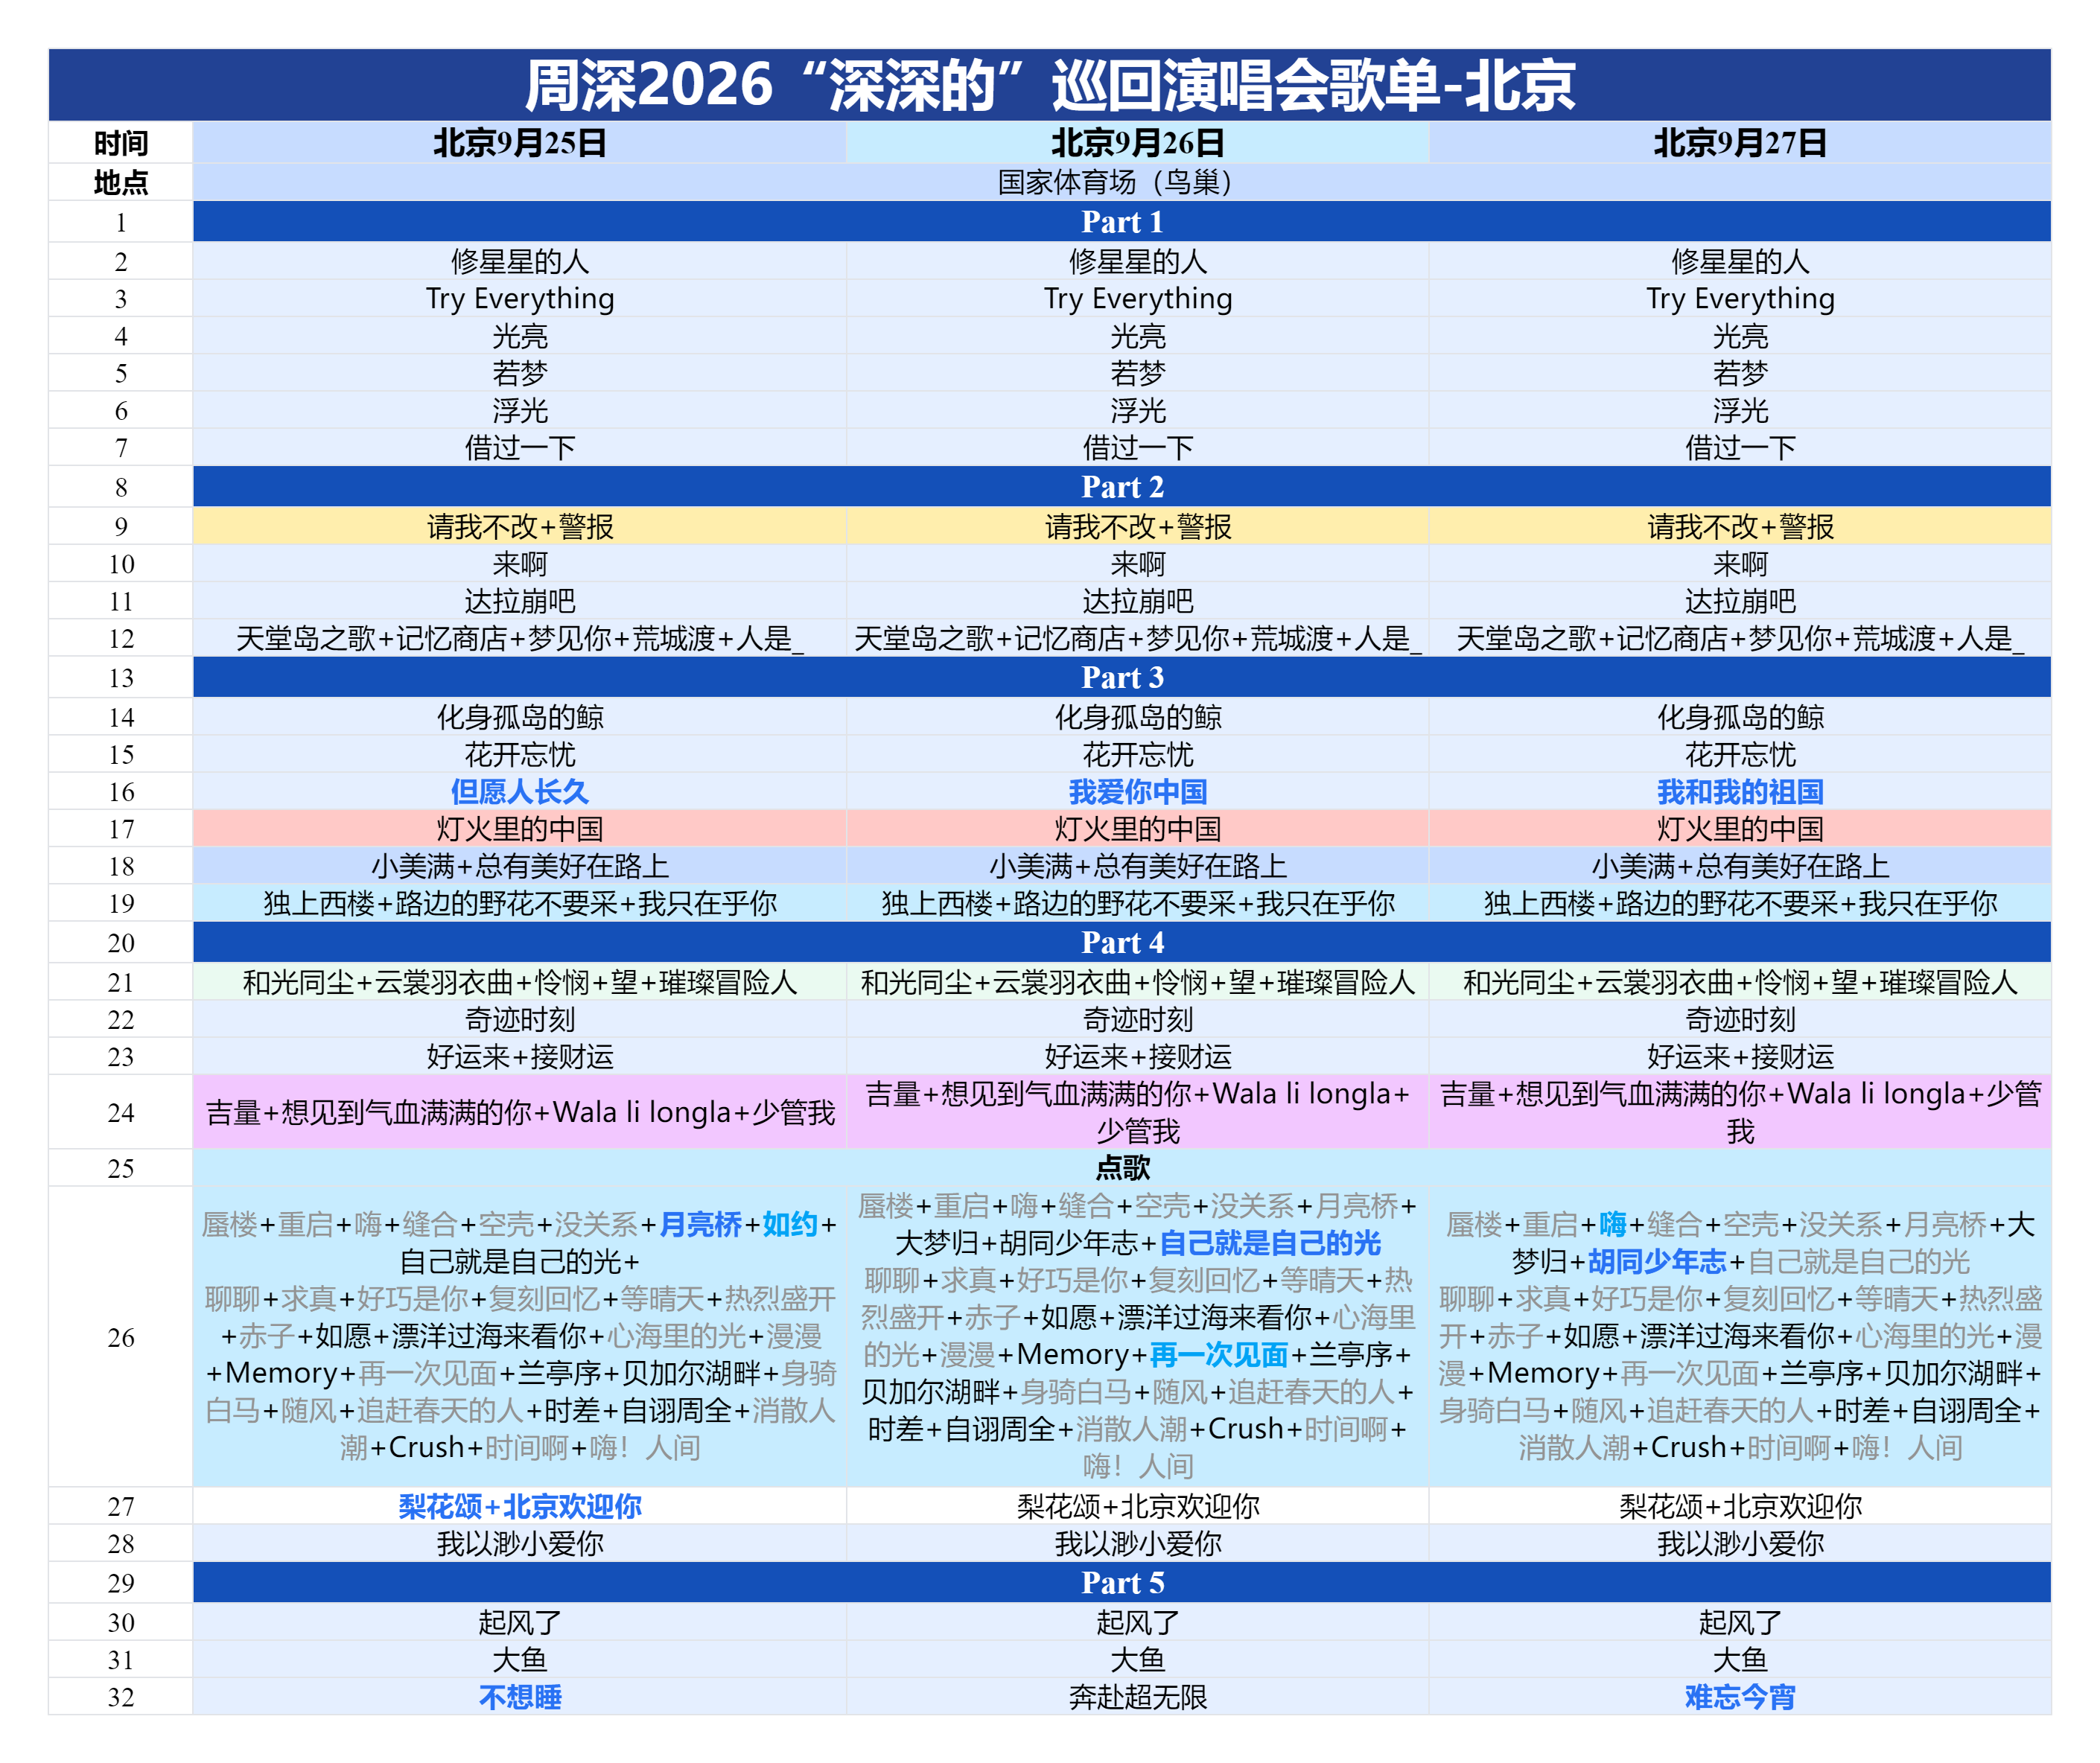 周深2026“深深的”巡回演唱会歌单-北京
时间 北京9月25日 北京9月26日 北京9月27日
地点 国家体育场（鸟巢）
1 Part 1
2 修星星的人 修星星的人 修星星的人
3 Try Everything Try Everything Try Everything
4 光亮 光亮 光亮
5 若梦 若梦 若梦
6 浮光 浮光 浮光
7 借过一下 借过一下 借过一下
8 Part 2
9 请我不改+警报 请我不改+警报 请我不改+警报
10 来啊 来啊 来啊
11 达拉崩吧 达拉崩吧 达拉崩吧
12 天堂岛之歌+记忆商店+梦见你+荒城渡+人是_ 天堂岛之歌+记忆商店+梦见你+荒城渡+人是_ 天堂岛之歌+记忆商店+梦见你+荒城渡+人是_
13 Part 3
14 化身孤岛的鲸 化身孤岛的鲸 化身孤岛的鲸
15 花开忘忧 花开忘忧 花开忘忧
16 但愿人长久 我爱你中国 我和我的祖国
17 灯火里的中国 灯火里的中国 灯火里的中国
18 小美满+总有美好在路上 小美满+总有美好在路上 小美满+总有美好在路上
19 独上西楼+路边的野花不要采+我只在乎你 独上西楼+路边的野花不要采+我只在乎你 独上西楼+路边的野花不要采+我只在乎你
20 Part 4
21 和光同尘+云裳羽衣曲+怜悯+望+璀璨冒险人 和光同尘+云裳羽衣曲+怜悯+望+璀璨冒险人 和光同尘+云裳羽衣曲+怜悯+望+璀璨冒险人
22 奇迹时刻 奇迹时刻 奇迹时刻
23 好运来+接财运 好运来+接财运 好运来+接财运
24 吉量+想见到气血满满的你+Wala li longla+少管我
吉量+想见到气血满满的你+Wala li longla+
少管我
吉量+想见到气血满满的你+Wala li longla+少管
我
25 点歌
26
蜃楼+重启+嗨+缝合+空壳+没关系+月亮桥+如约+
自己就是自己的光+
聊聊+求真+好巧是你+复刻回忆+等晴天+热烈盛开
+赤子+如愿+漂洋过海来看你+心海里的光+漫漫
+Memory+再一次见面+兰亭序+贝加尔湖畔+身骑
白马+随风+追赶春天的人+时差+自诩周全+消散人
潮+Crush+时间啊+嗨！人间
蜃楼+重启+嗨+缝合+空壳+没关系+月亮桥+
大梦归+胡同少年志+自己就是自己的光
聊聊+求真+好巧是你+复刻回忆+等晴天+热
烈盛开+赤子+如愿+漂洋过海来看你+心海里
的光+漫漫+Memory+再一次见面+兰亭序+
贝加尔湖畔+身骑白马+随风+追赶春天的人+
时差+自诩周全+消散人潮+Crush+时间啊+
嗨！人间
蜃楼+重启+嗨+缝合+空壳+没关系+月亮桥+大
梦归+胡同少年志+自己就是自己的光
聊聊+求真+好巧是你+复刻回忆+等晴天+热烈盛
开+赤子+如愿+漂洋过海来看你+心海里的光+漫
漫+Memory+再一次见面+兰亭序+贝加尔湖畔+
身骑白马+随风+追赶春天的人+时差+自诩周全+
消散人潮+Crush+时间啊+嗨！人间
27 梨花颂+北京欢迎你 梨花颂+北京欢迎你 梨花颂+北京欢迎你
28 我以渺小爱你 我以渺小爱你 我以渺小爱你
29 Part 5
30 起风了 起风了 起风了
31 大鱼 大鱼 大鱼
32 不想睡 奔赴超无限 难忘今宵